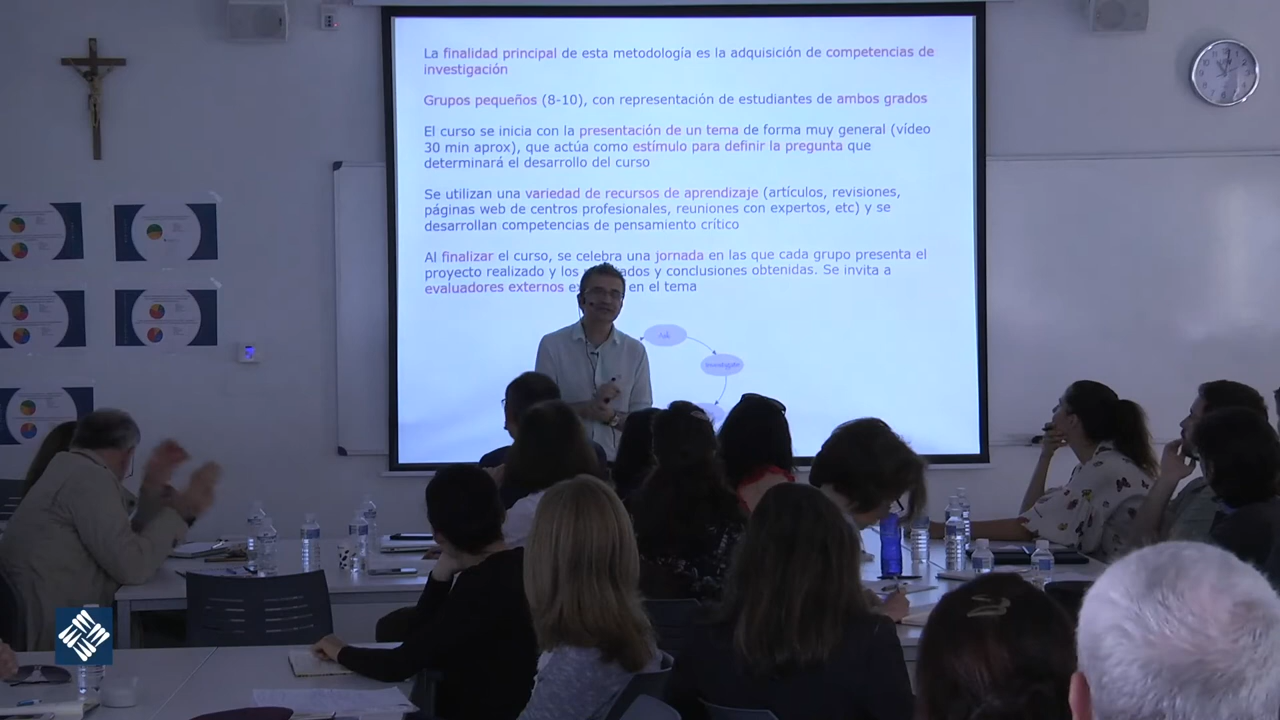 La finalidad principal de esta metodología es la adquisición de competencias de
investigación
Grupos pequeños (8-10), con representación de estudiantes de ambos grados
El curso se inicia con la presentación de un tema de forma muy general (vídeo
30 min aprox), que actúa como estímulo para definir la pregunta que
determinará el desarrollo del curso
Se utilizan una variedad de recursos de aprendizaje (artículos, revisiones,
páginas web de centros profesionales, reuniones con expertos, etc) y se
desarrollan competencias de pensamiento crítico
Al finalizar el curso, se celebra una jornada en las que cada grupo presenta el
proyecto realizado y los y conclusiones obtenidas. Se invita a
evaluadores externos en el tema
Ask
Investigate